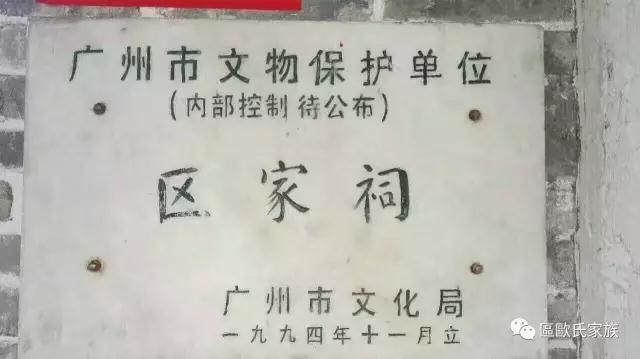 广州市文物保护单位
（内部控制 待公布）
区家祠
广州市文化局
一九九四年十一月立
區歐氏家族